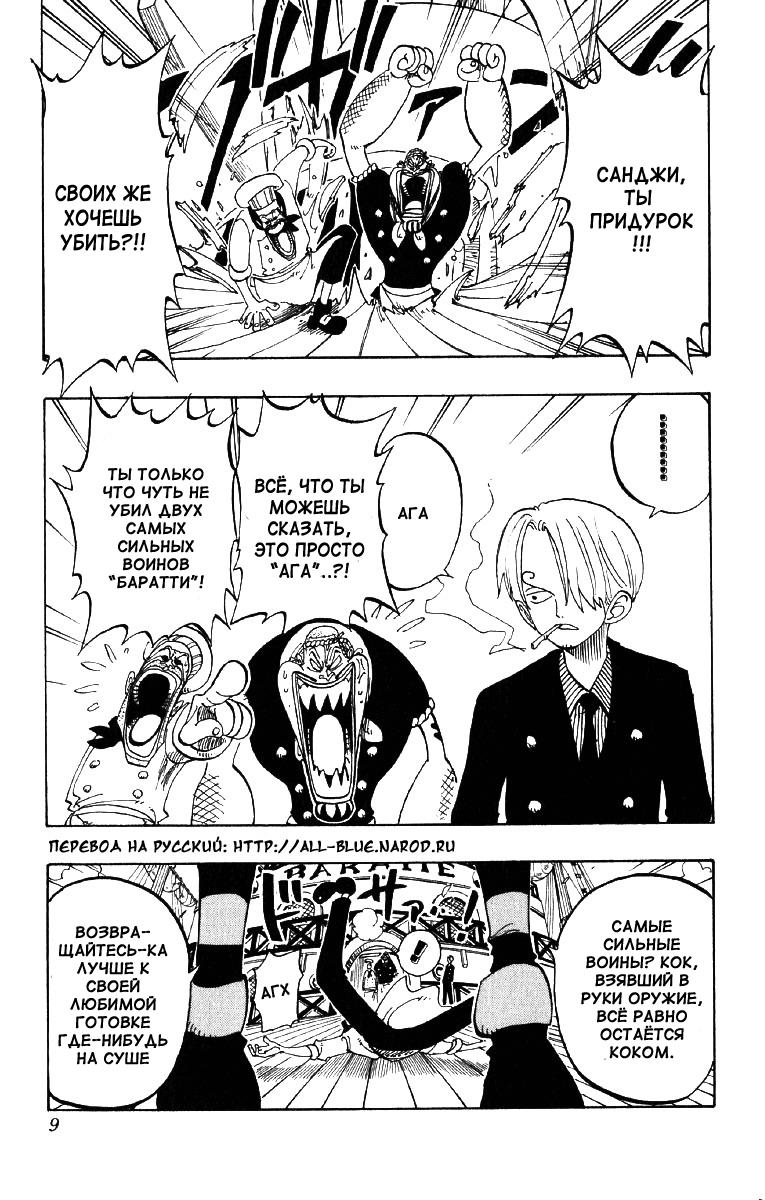 САНДЖИ,
ТЫ
ПРИДУРОК
!!!
СВОИХ ЖЕ
ХОЧЕШЬ
УБИТЬ?!!
АГА
ВСЁ, ЧТО ТЫ
МОЖЕШЬ
СКАЗАТЬ,
ЭТО ПРОСТО
"АГА"..?!
ТЫ ТОЛЬКО
ЧТО ЧУТЬ НЕ
УБИЛ ДВУХ
САМЫХ
СИЛЬНЫХ
ВОИНОВ
"БАРАТТИ"!
ПЕРЕВОД НА РУССКИЙ: HTTP://ALL-BLUE.NAROD.RU
САМЫЕ
СИЛЬНЫЕ
ВОИНЫ? КОК,
ВЗЯВШИЙ В
РУКИ ОРУЖИЕ,
ВСЁ РАВНО
ОСТАЁТСЯ
КОКОМ.
!
АГХ
ВОЗВРА-
ЩАЙТЕСЬ-КА
ЛУЧШЕ К
СВОЕЙ
ЛЮБИМОЙ
ГОТОВКЕ
ГДЕ-НИБУДЬ
НА СУШЕ
9